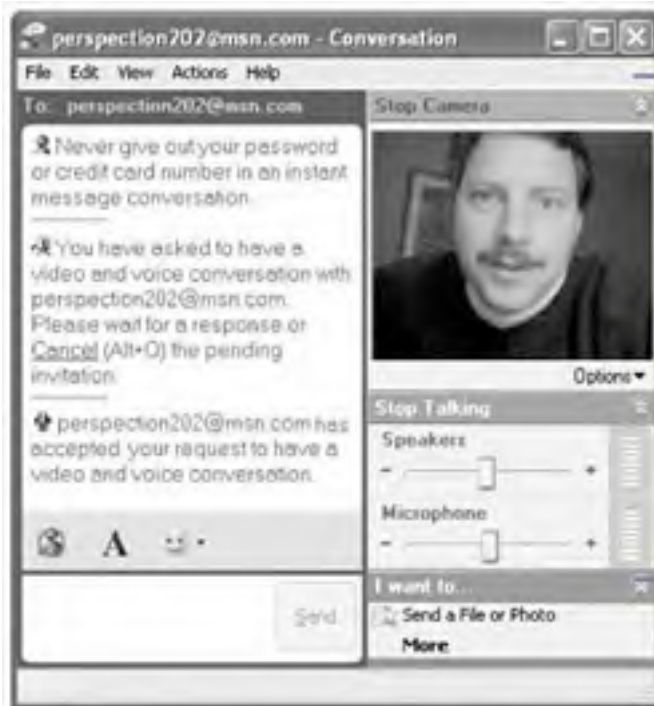 perspection202@msn.com - Conversation
File Edit View Actions Help
To: perspection202@msn.com
Never give out your password
or credit card number in an instant
message conversation.
You have asked to have a
video and voice conversation with
perspection202@msn.com.
Please wait for a response or
Cancel (Alt+Q) the pending
invitation.
perspection202@msn.com has
accepted your request to have a
video and voice conversation.
A
Send
Stop Camera
Options
Stop Talking
Speakers
- +
Microphone
- +
I want to...
Send a File or Photo
More